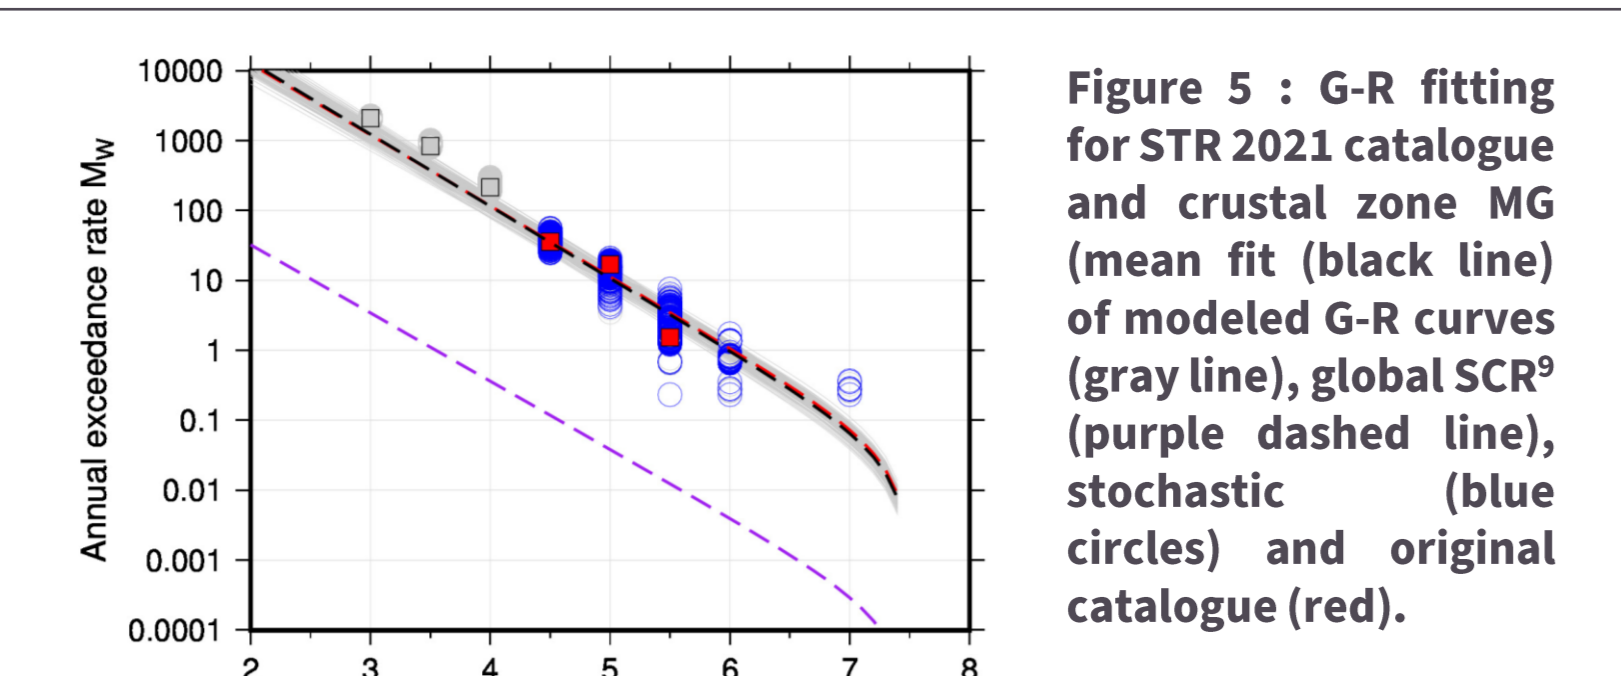 10000
1000
100
10
1
0.1
0.01
0.001
0.0001
Annual exceedance rate Mw
2 3 4 5 6 7 8
Figure 5 : G-R fitting
for STR 2021 catalogue
and crustal zone MG
(mean fit (black line)
of modeled G-R curves
(gray line), global SCR⁹
(purple dashed line),
stochastic (blue
circles) and original
catalogue (red).